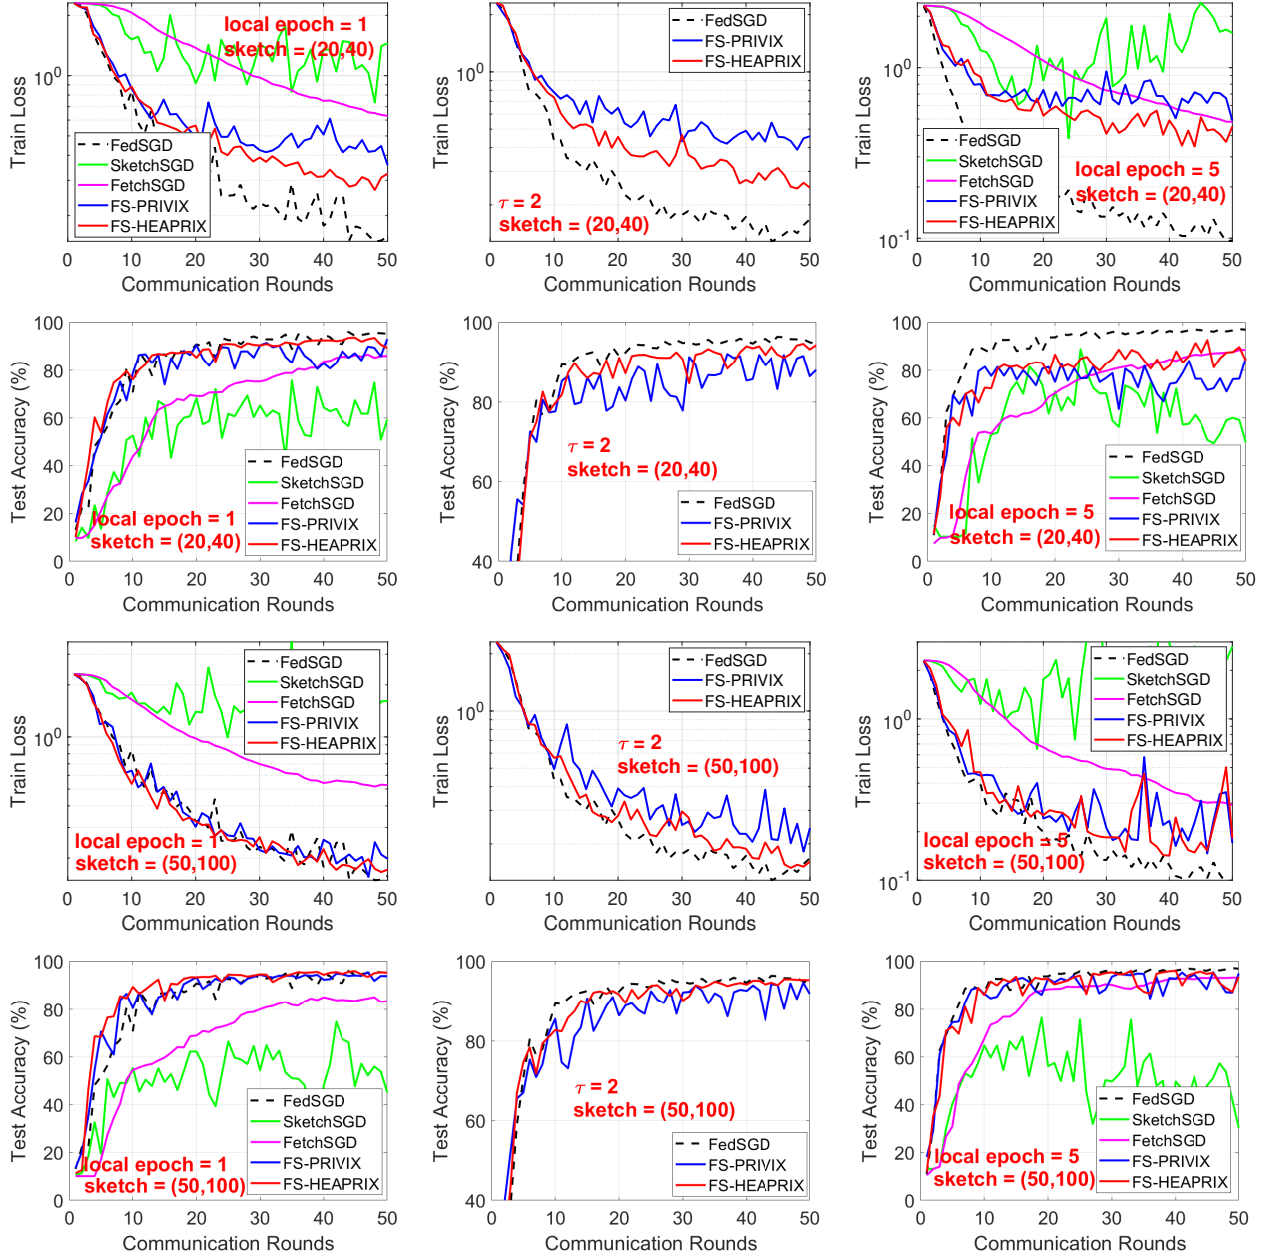 Train Loss
10^0
local epoch = 1
sketch = (20,40)
FedSGD
SketchSGD
FetchSGD
FS-PRIVIX
FS-HEAPRIX
0 10 20 30 40 50
Communication Rounds
Train Loss
10^0
FedSGD
FS-PRIVIX
FS-HEAPRIX
τ = 2
sketch = (20,40)
0 10 20 30 40 50
Communication Rounds
Train Loss
10^0
10^-1
FedSGD
SketchSGD
FetchSGD
FS-PRIVIX
FS-HEAPRIX
local epoch = 5
sketch = (20,40)
0 10 20 30 40 50
Communication Rounds
Test Accuracy (%)
100
80
60
40
20
0
FedSGD
SketchSGD
FetchSGD
FS-PRIVIX
FS-HEAPRIX
local epoch = 1
sketch = (20,40)
0 10 20 30 40 50
Communication Rounds
Test Accuracy (%)
100
80
60
40
τ = 2
sketch = (20,40)
FedSGD
FS-PRIVIX
FS-HEAPRIX
0 10 20 30 40 50
Communication Rounds
Test Accuracy (%)
100
80
60
40
20
0
FedSGD
SketchSGD
FetchSGD
FS-PRIVIX
FS-HEAPRIX
local epoch = 5
sketch = (20,40)
0 10 20 30 40 50
Communication Rounds
Train Loss
10^0
FedSGD
SketchSGD
FetchSGD
FS-PRIVIX
FS-HEAPRIX
local epoch = 1
sketch = (50,100)
0 10 20 30 40 50
Communication Rounds
Train Loss
10^0
FedSGD
FS-PRIVIX
FS-HEAPRIX
τ = 2
sketch = (50,100)
0 10 20 30 40 50
Communication Rounds
Train Loss
10^0
10^-1
FedSGD
SketchSGD
FetchSGD
FS-PRIVIX
FS-HEAPRIX
local epoch = 5
sketch = (50,100)
0 10 20 30 40 50
Communication Rounds
Test Accuracy (%)
100
80
60
40
20
0
FedSGD
SketchSGD
FetchSGD
FS-PRIVIX
FS-HEAPRIX
local epoch = 1
sketch = (50,100)
0 10 20 30 40 50
Communication Rounds
Test Accuracy (%)
100
80
60
40
τ = 2
sketch = (50,100)
FedSGD
FS-PRIVIX
FS-HEAPRIX
0 10 20 30 40 50
Communication Rounds
Test Accuracy (%)
100
80
60
40
20
0
FedSGD
SketchSGD
FetchSGD
FS-PRIVIX
FS-HEAPRIX
local epoch = 5
sketch = (50,100)
0 10 20 30 40 50
Communication Rounds